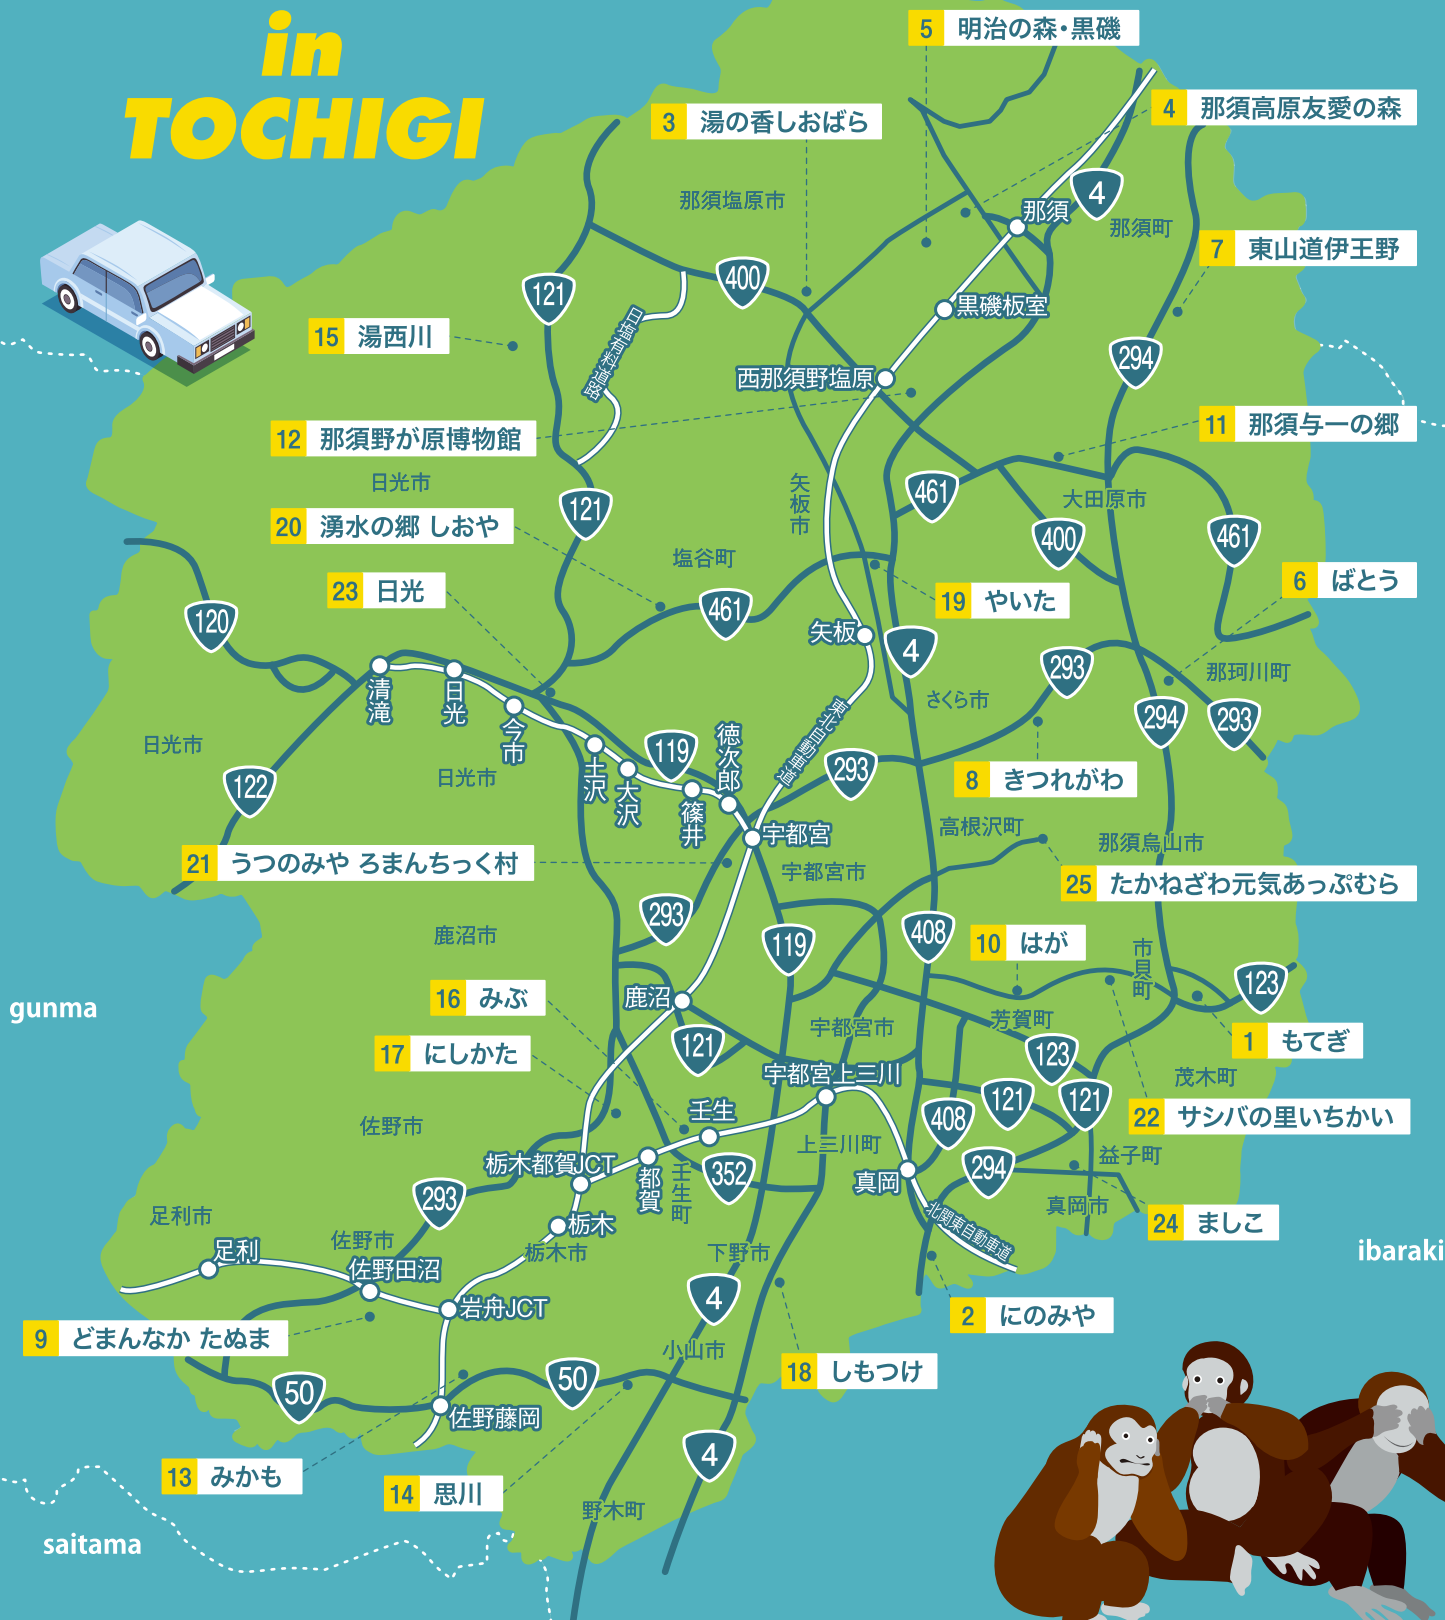 in
TOCHIGI
5 明治の森・黒磯
3 湯の香しおばら
4 那須高原友愛の森
那須塩原市
4
那須
那須町
7 東山道伊王野
121
400
黒磯板室
日塩有料道路
15 湯西川
294
西那須野塩原
12 那須野が原博物館
11 那須与一の郷
日光市
矢板市
461
大田原市
121
20 湧水の郷 しおや
400
461
塩谷町
23 日光
6 ばとう
19 やいた
461
120
矢板
4
293
那珂川町
清滝
日光
さくら市
294
293
今市
東北自動車道
日光市
徳次郎
119
土沢
大沢
293
8 きつれがわ
日光市
122
篠井
宇都宮
高根沢町
那須烏山市
21 うつのみや ろまんちっく村
宇都宮市
25 たかねざわ元気あっぷむら
293
鹿沼市
119
408
10 はが
市貝町
123
gunma
16 みぶ
鹿沼
宇都宮市
芳賀町
1 もてぎ
17 にしかた
121
123
宇都宮上三川
茂木町
121
121
408
22 サシバの里いちかい
佐野市
壬生
上三川町
益子町
栃木都賀JCT
都賀
壬生町
352
真岡
294
293
真岡市
足利市
栃木
24 ましこ
北関東自動車道
佐野市
栃木市
下野市
足利
ibaraki
佐野田沼
4
岩舟JCT
2 にのみや
9 どまんなか たぬま
小山市
18 しもつけ
50
50
佐野藤岡
4
13 みかも
14 思川
野木町
saitama